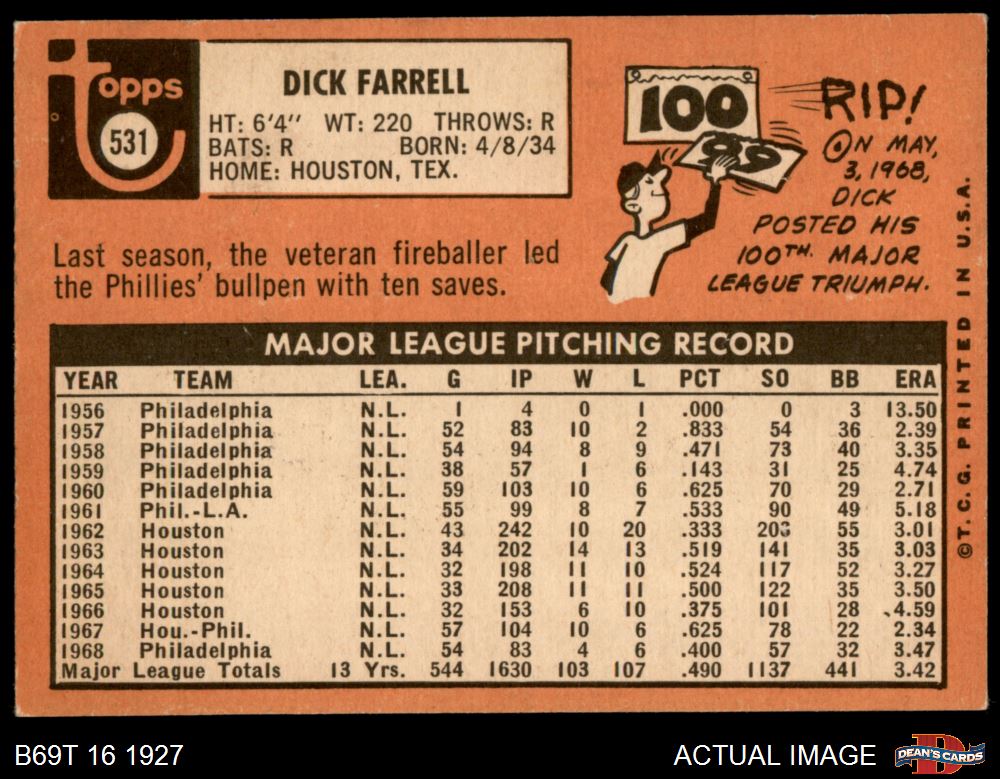 topps
531
DICK FARRELL
HT: 6'4" WT: 220 THROWS: R
BATS: R BORN: 4/8/34
HOME: HOUSTON, TEX.
100
99
RIP!
ON MAY,
3, 1968,
DICK
POSTED HIS
100TH. MAJOR
LEAGUE TRIUMPH.
Last season, the veteran fireballer led
the Phillies' bullpen with ten saves.
MAJOR LEAGUE PITCHING RECORD
YEAR TEAM LEA. G IP W L PCT SO BB ERA
1956 Philadelphia N.L. 1 4 0 1 .000 0 3 13.50
1957 Philadelphia N.L. 52 83 10 2 .833 54 36 2.39
1958 Philadelphia N.L. 54 94 8 9 .471 73 40 3.35
1959 Philadelphia N.L. 38 57 1 6 .143 31 25 4.74
1960 Philadelphia N.L. 59 103 10 6 .625 70 29 2.71
1961 Phil.-L.A. N.L. 55 99 8 7 .533 90 49 5.18
1962 Houston N.L. 43 242 10 20 .333 203 55 3.01
1963 Houston N.L. 34 202 14 13 .519 141 35 3.03
1964 Houston N.L. 32 198 11 10 .524 117 52 3.27
1965 Houston N.L. 33 208 11 11 .500 122 35 3.50
1966 Houston N.L. 32 153 6 10 .375 101 28 4.59
1967 Hou.-Phil. N.L. 57 104 10 6 .625 78 22 2.34
1968 Philadelphia N.L. 54 83 4 6 .400 57 32 3.47
Major League Totals 13 Yrs. 544 1630 103 107 .490 1137 441 3.42
©T.C.G. PRINTED IN U.S.A.
B69T 16 1927
ACTUAL IMAGE
DEAN'S CARDS